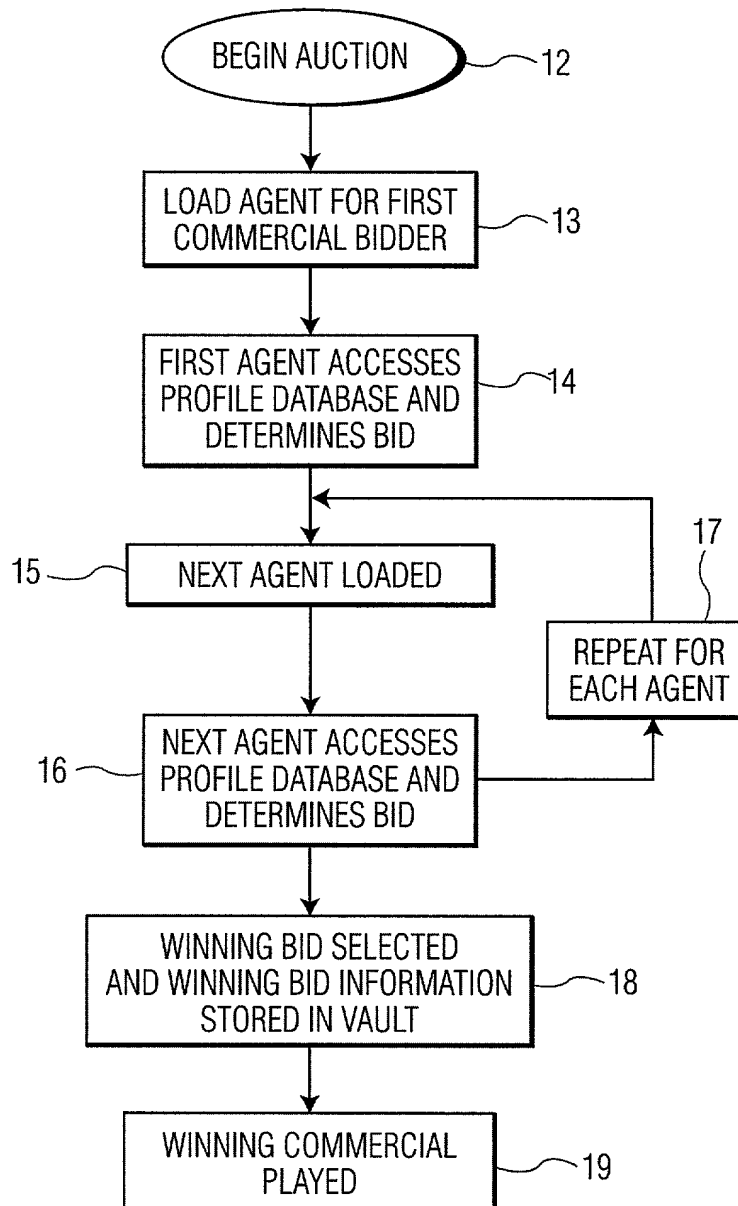 BEGIN AUCTION
12
LOAD AGENT FOR FIRST
COMMERCIAL BIDDER
13
FIRST AGENT ACCESSES
PROFILE DATABASE AND
DETERMINES BID
14
15
NEXT AGENT LOADED
17
REPEAT FOR
EACH AGENT
16
NEXT AGENT ACCESSES
PROFILE DATABASE AND
DETERMINES BID
WINNING BID SELECTED
AND WINNING BID INFORMATION
STORED IN VAULT
18
WINNING COMMERCIAL
PLAYED
19